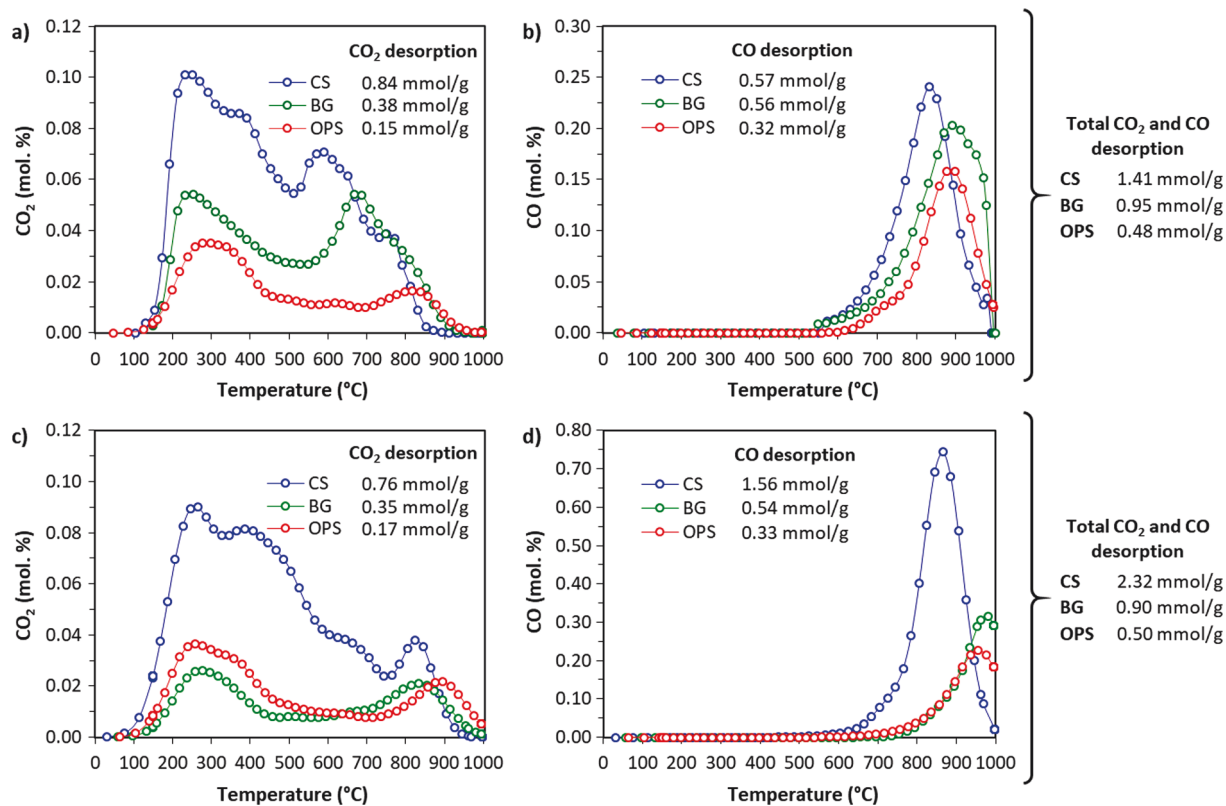 a)
0.12
0.10
0.08
0.06
0.04
0.02
0.00
CO₂ (mol. %)
CO₂ desorption
CS 0.84 mmol/g
BG 0.38 mmol/g
OPS 0.15 mmol/g
0 100 200 300 400 500 600 700 800 900 1000
Temperature (°C)
b)
0.30
0.25
0.20
0.15
0.10
0.05
0.00
CO (mol. %)
CO desorption
CS 0.57 mmol/g
BG 0.56 mmol/g
OPS 0.32 mmol/g
0 100 200 300 400 500 600 700 800 900 1000
Temperature (°C)
Total CO₂ and CO
desorption
CS 1.41 mmol/g
BG 0.95 mmol/g
OPS 0.48 mmol/g
c)
0.12
0.10
0.08
0.06
0.04
0.02
0.00
CO₂ (mol. %)
CO₂ desorption
CS 0.76 mmol/g
BG 0.35 mmol/g
OPS 0.17 mmol/g
0 100 200 300 400 500 600 700 800 900 1000
Temperature (°C)
d)
0.80
0.70
0.60
0.50
0.40
0.30
0.20
0.10
0.00
CO (mol. %)
CO desorption
CS 1.56 mmol/g
BG 0.54 mmol/g
OPS 0.33 mmol/g
0 100 200 300 400 500 600 700 800 900 1000
Temperature (°C)
Total CO₂ and CO
desorption
CS 2.32 mmol/g
BG 0.90 mmol/g
OPS 0.50 mmol/g